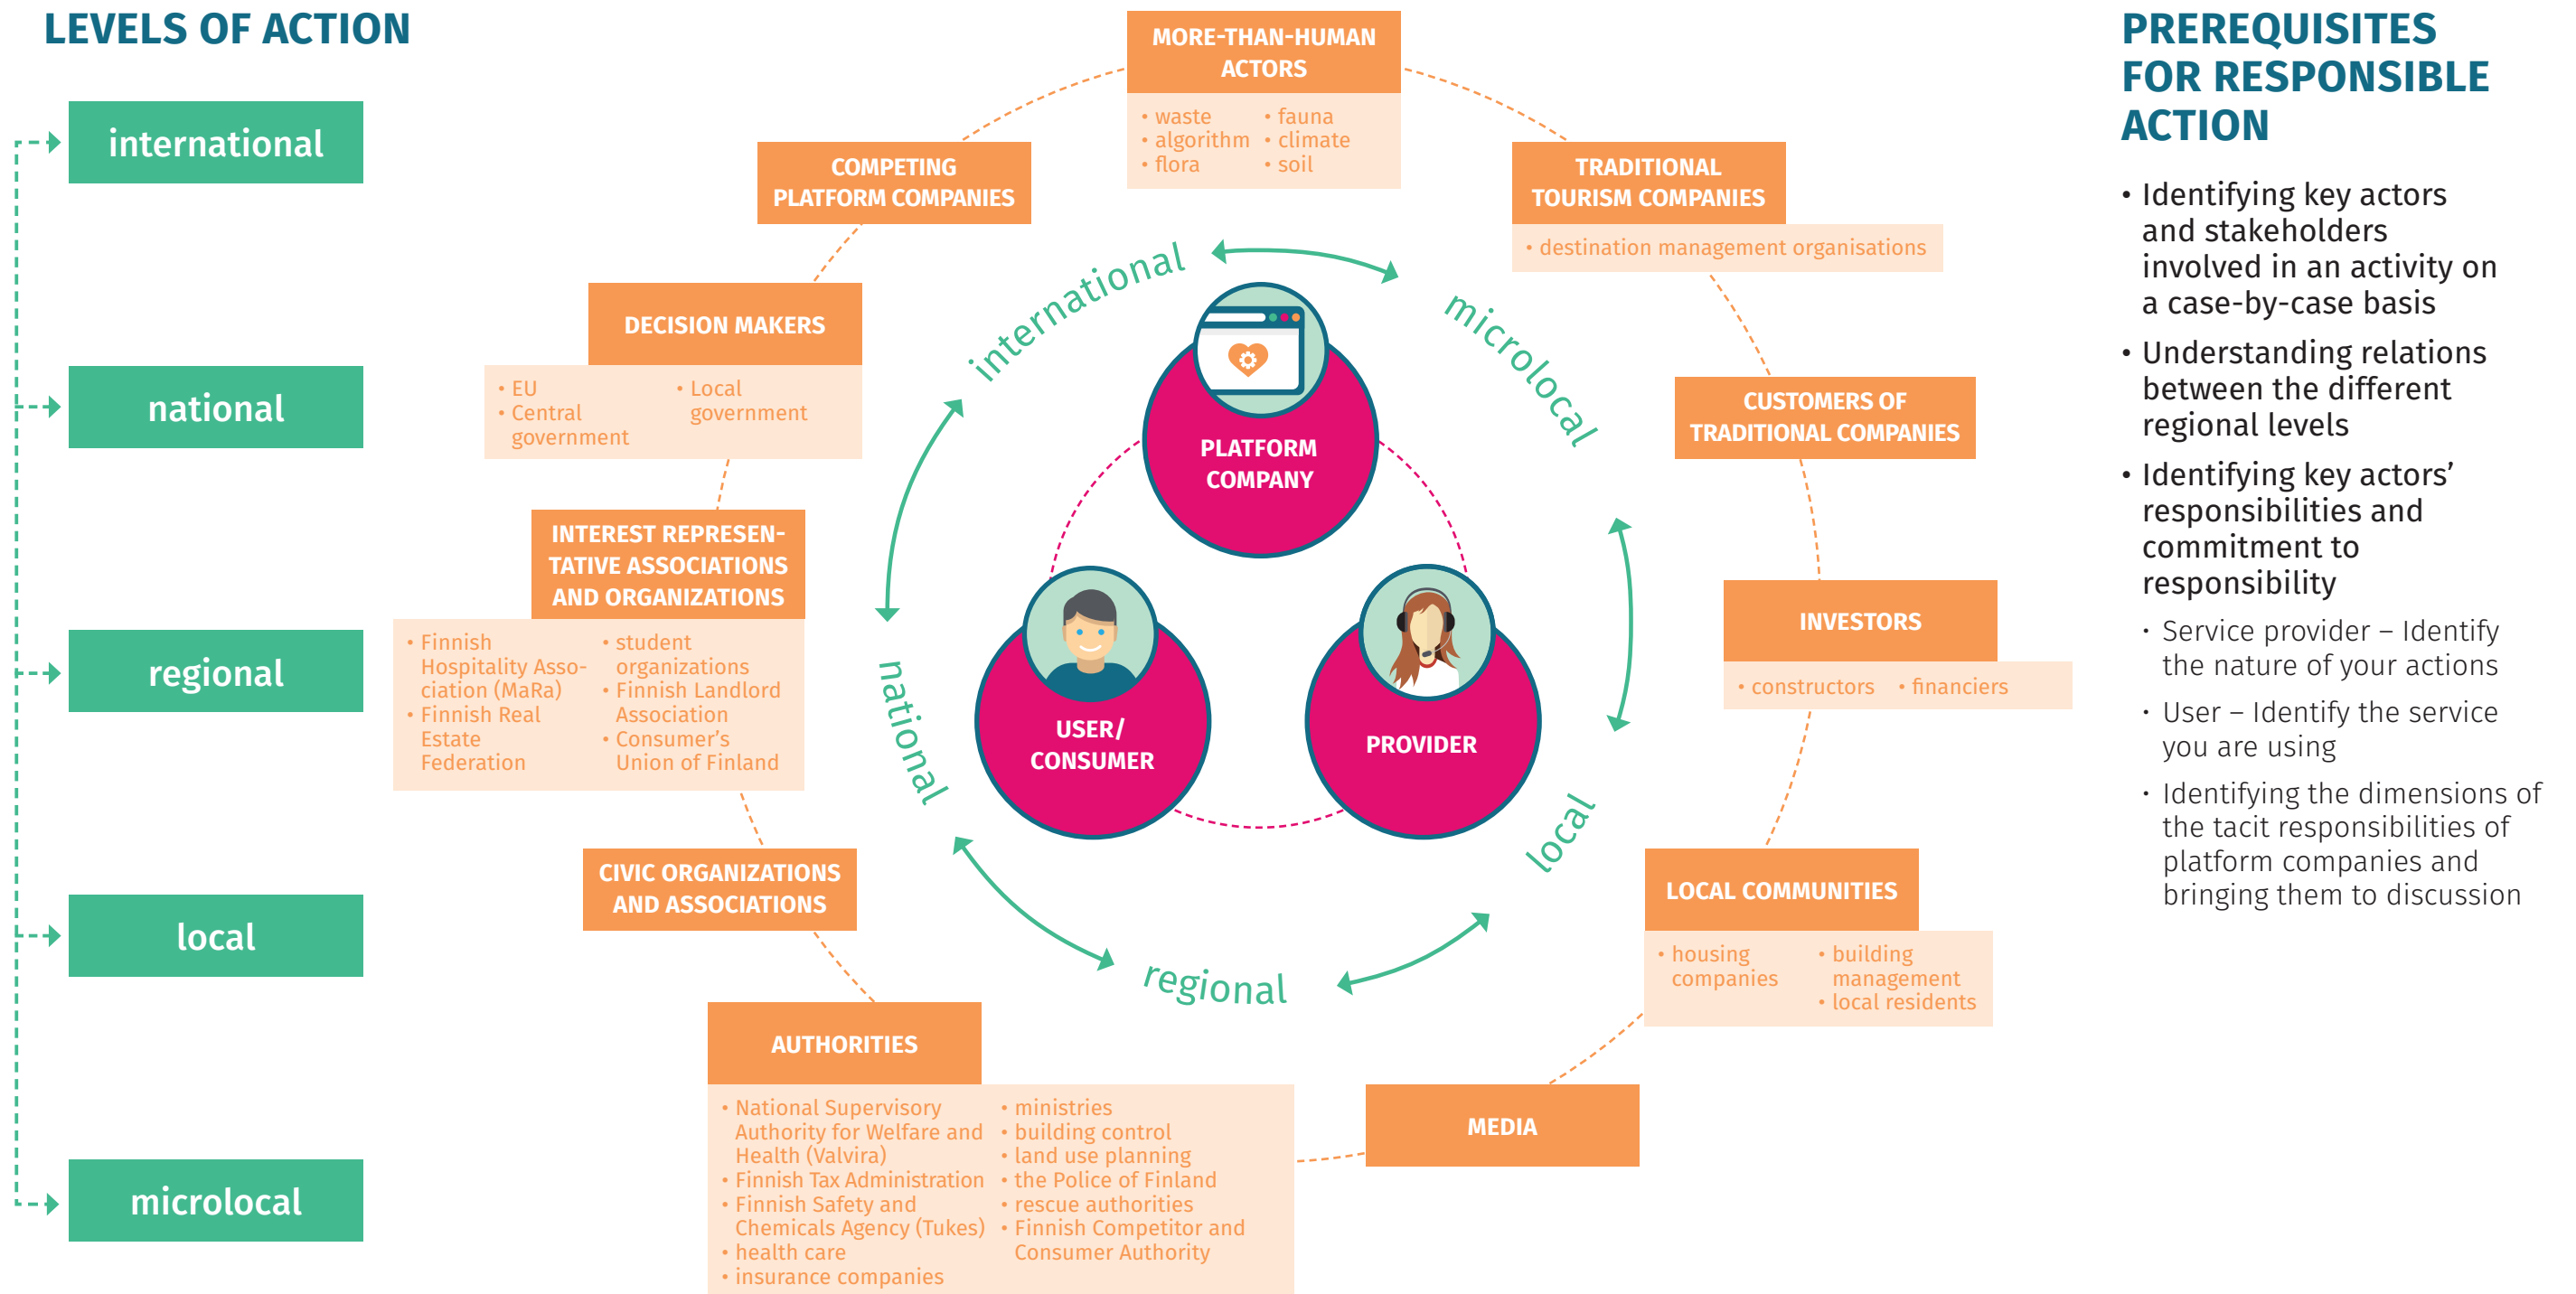 LEVELS OF ACTION
international
national
regional
local
microlocal
MORE-THAN-HUMAN
ACTORS
• waste
• algorithm
• flora
• fauna
• climate
• soil
COMPETING
PLATFORM COMPANIES
TRADITIONAL
TOURISM COMPANIES
• destination management organisations
DECISION MAKERS
• EU
• Central
government
• Local
government
CUSTOMERS OF
TRADITIONAL COMPANIES
INTEREST REPRESEN-
TATIVE ASSOCIATIONS
AND ORGANIZATIONS
• Finnish
Hospitality Asso-
ciation (MaRa)
• Finnish Real
Estate
Federation
• student
organizations
• Finnish Landlord
Association
• Consumer's
Union of Finland
INVESTORS
• constructors
• financiers
CIVIC ORGANIZATIONS
AND ASSOCIATIONS
LOCAL COMMUNITIES
• housing
companies
• building
management
• local residents
AUTHORITIES
• National Supervisory
Authority for Welfare and
Health (Valvira)
• Finnish Tax Administration
• Finnish Safety and
Chemicals Agency (Tukes)
• health care
• insurance companies
• ministries
• building control
• land use planning
• the Police of Finland
• rescue authorities
• Finnish Competitor and
Consumer Authority
MEDIA
international
microlocal
national
local
regional
PLATFORM
COMPANY
USER/
CONSUMER
PROVIDER
PREREQUISITES
FOR RESPONSIBLE
ACTION
• Identifying key actors
and stakeholders
involved in an activity on
a case-by-case basis
• Understanding relations
between the different
regional levels
• Identifying key actors’
responsibilities and
commitment to
responsibility
• Service provider – Identify
the nature of your actions
• User – Identify the service
you are using
• Identifying the dimensions of
the tacit responsibilities of
platform companies and
bringing them to discussion